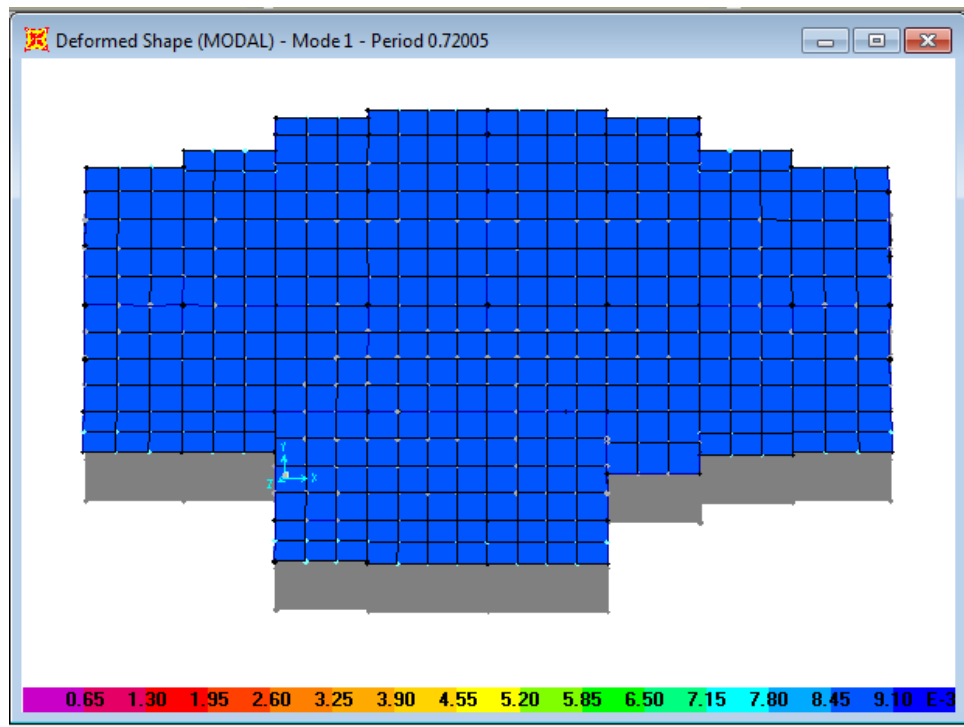 Deformed Shape (MODAL) - Mode 1 - Period 0.72005
Y
Z X
0.65 1.30 1.95 2.60 3.25 3.90 4.55 5.20 5.85 6.50 7.15 7.80 8.45 9.10 E-3